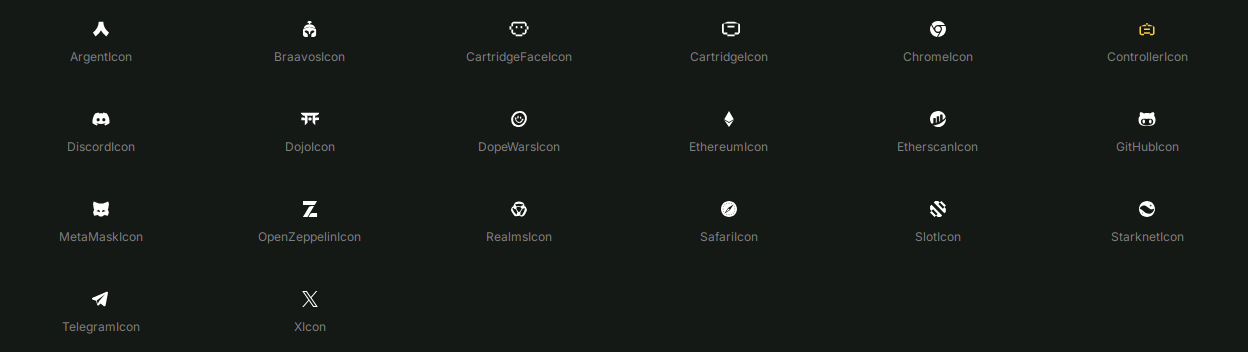 ArgentIcon BraavosIcon CartridgeFaceIcon CartridgeIcon ChromeIcon ControllerIcon
DiscordIcon DojoIcon DopeWarsIcon EthereumIcon EtherscanIcon GitHubIcon
MetaMaskIcon OpenZeppelinIcon RealmsIcon SafariIcon SlotIcon StarknetIcon
TelegramIcon XIcon